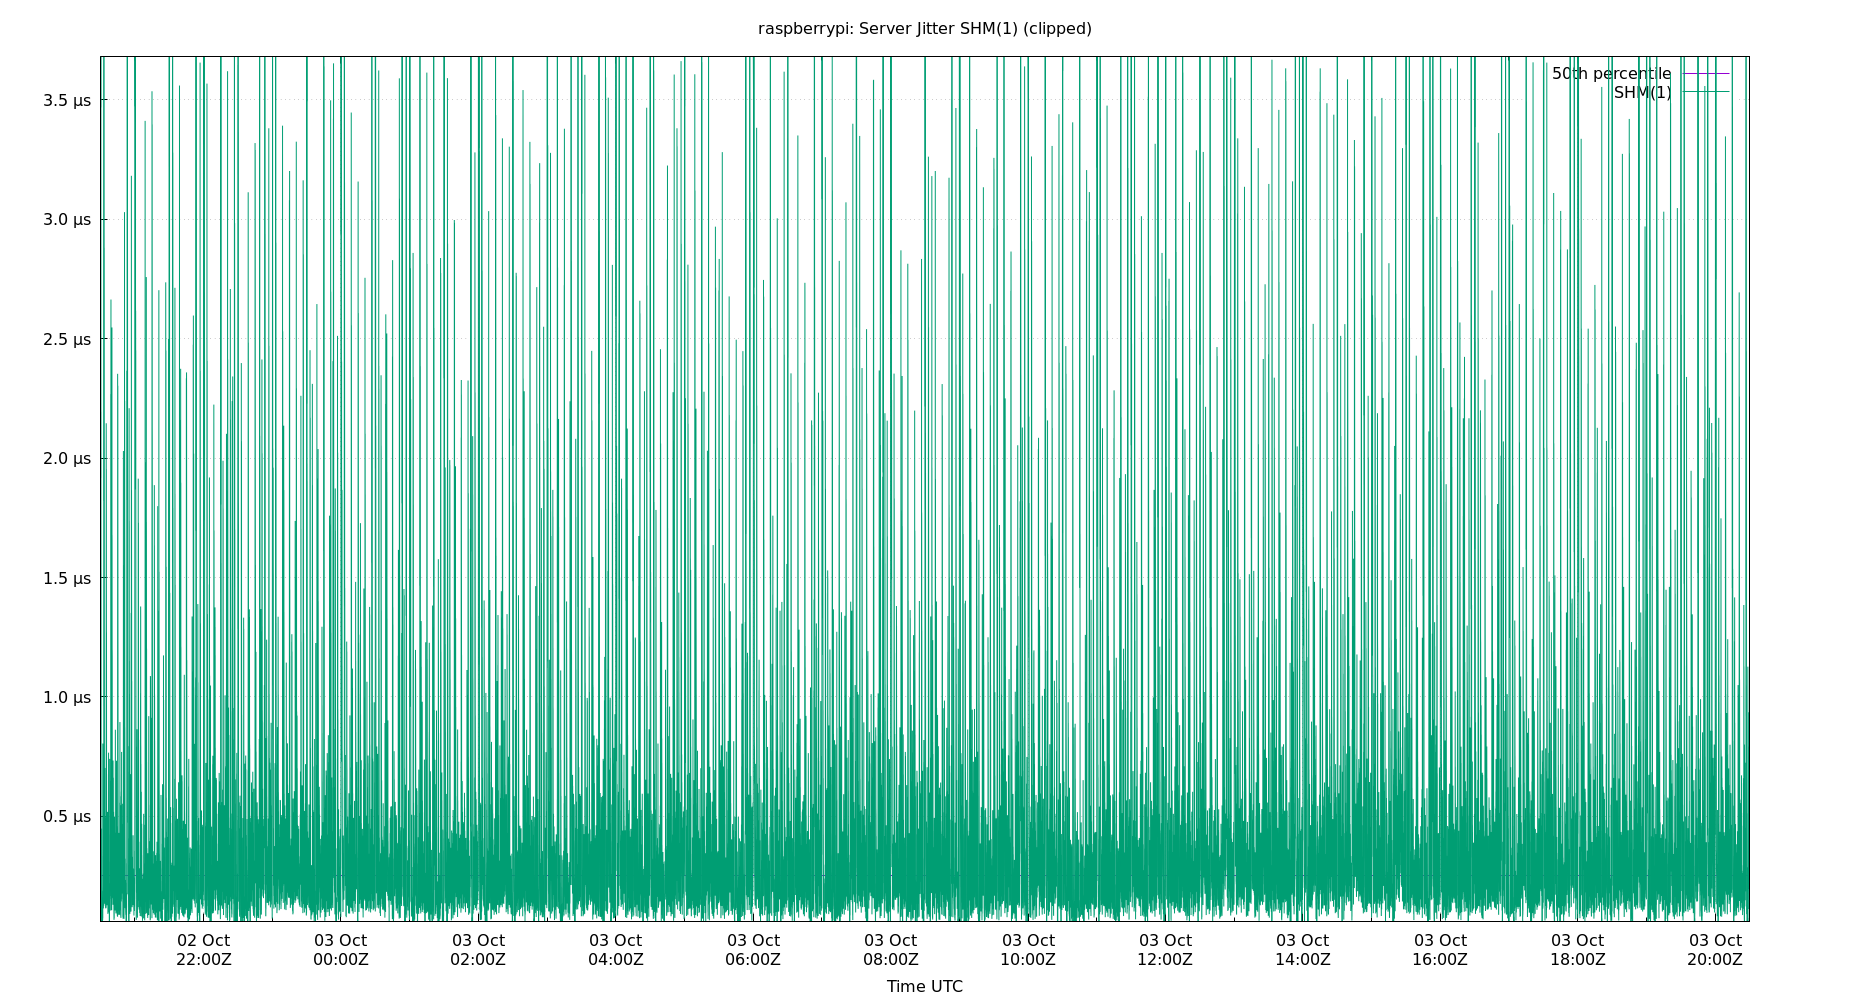 raspberrypi: Server Jitter SHM(1) (clipped)
50th percentile
SHM(1)
3.5 µs
3.0 µs
2.5 µs
2.0 µs
1.5 µs
1.0 µs
0.5 µs
02 Oct 03 Oct 03 Oct 03 Oct 03 Oct 03 Oct 03 Oct 03 Oct 03 Oct 03 Oct 03 Oct 03 Oct
22:00Z 00:00Z 02:00Z 04:00Z 06:00Z 08:00Z 10:00Z 12:00Z 14:00Z 16:00Z 18:00Z 20:00Z
Time UTC